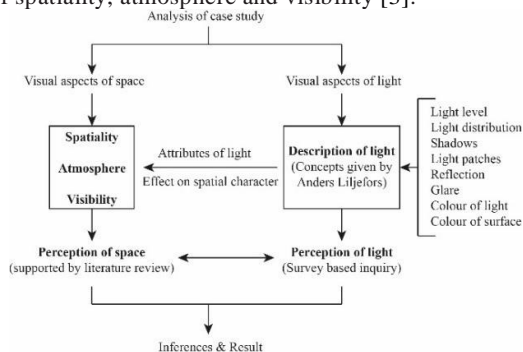 f spatiality, atmosphere and visibility [5].
Analysis of case study
Visual aspects of space
Visual aspects of light
Spatiality
Atmosphere
Visibility
Attributes of light
Effect on spatial character
Description of light
(Concepts given by
Anders Liljefors)
Light level
Light distribution
Shadows
Light patches
Reflection
Glare
Colour of light
Colour of surface
Perception of space
(supported by literature review)
Perception of light
(Survey based inquiry)
Inferences & Result